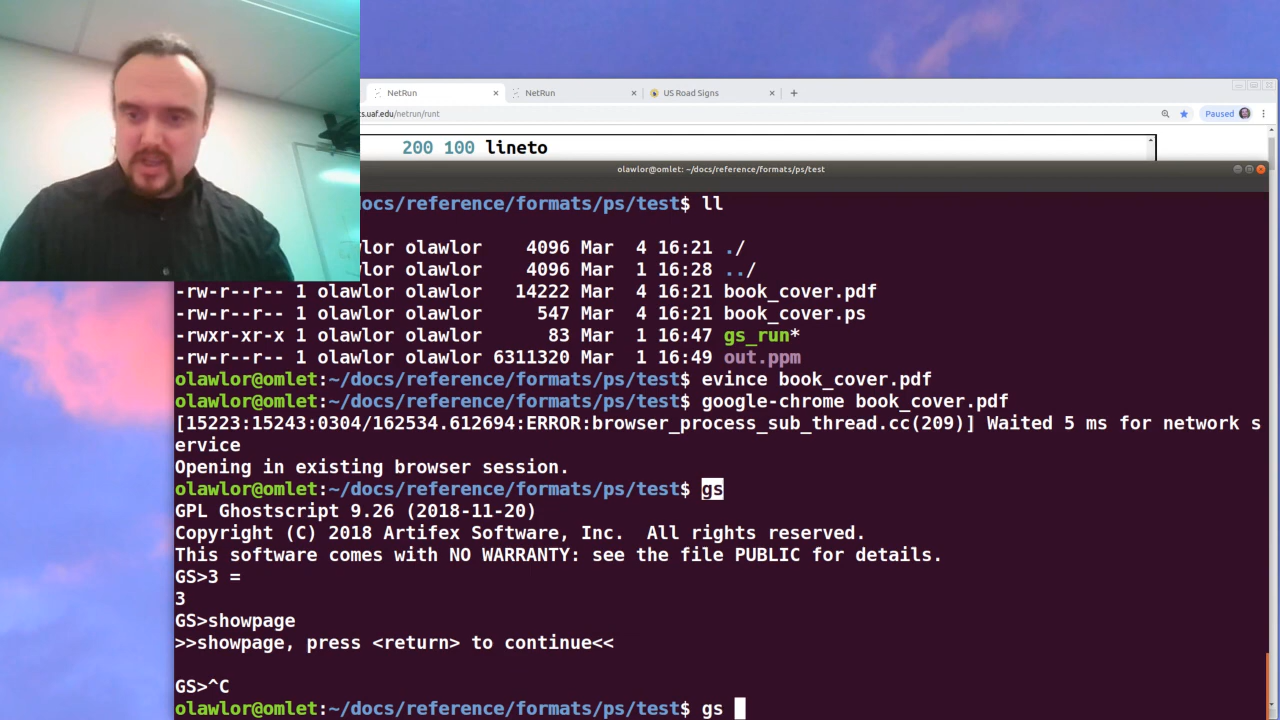 NetRun
NetRun
US Road Signs
s.uaf.edu/netrun/runt
Paused
200 100 lineto
olawlor@omlet: ~/docs/reference/formats/ps/test
ocs/reference/formats/ps/test$ ll
lor olawlor 4096 Mar 4 16:21 ./
lor olawlor 4096 Mar 1 16:28 ../
-rw-r--r-- 1 olawlor olawlor 14222 Mar 4 16:21 book_cover.pdf
-rw-r--r-- 1 olawlor olawlor 547 Mar 4 16:21 book_cover.ps
-rwxr-xr-x 1 olawlor olawlor 83 Mar 1 16:47 gs_run*
-rw-r--r-- 1 olawlor olawlor 6311320 Mar 1 16:49 out.ppm
olawlor@omlet:~/docs/reference/formats/ps/test$ evince book_cover.pdf
olawlor@omlet:~/docs/reference/formats/ps/test$ google-chrome book_cover.pdf
[15223:15243:0304/162534.612694:ERROR:browser_process_sub_thread.cc(209)] Waited 5 ms for network s
ervice
Opening in existing browser session.
olawlor@omlet:~/docs/reference/formats/ps/test$ gs
GPL Ghostscript 9.26 (2018-11-20)
Copyright (C) 2018 Artifex Software, Inc.  All rights reserved.
This software comes with NO WARRANTY: see the file PUBLIC for details.
GS>3 =
3
GS>showpage
>>showpage, press <return> to continue<<
GS>^C
olawlor@omlet:~/docs/reference/formats/ps/test$ gs